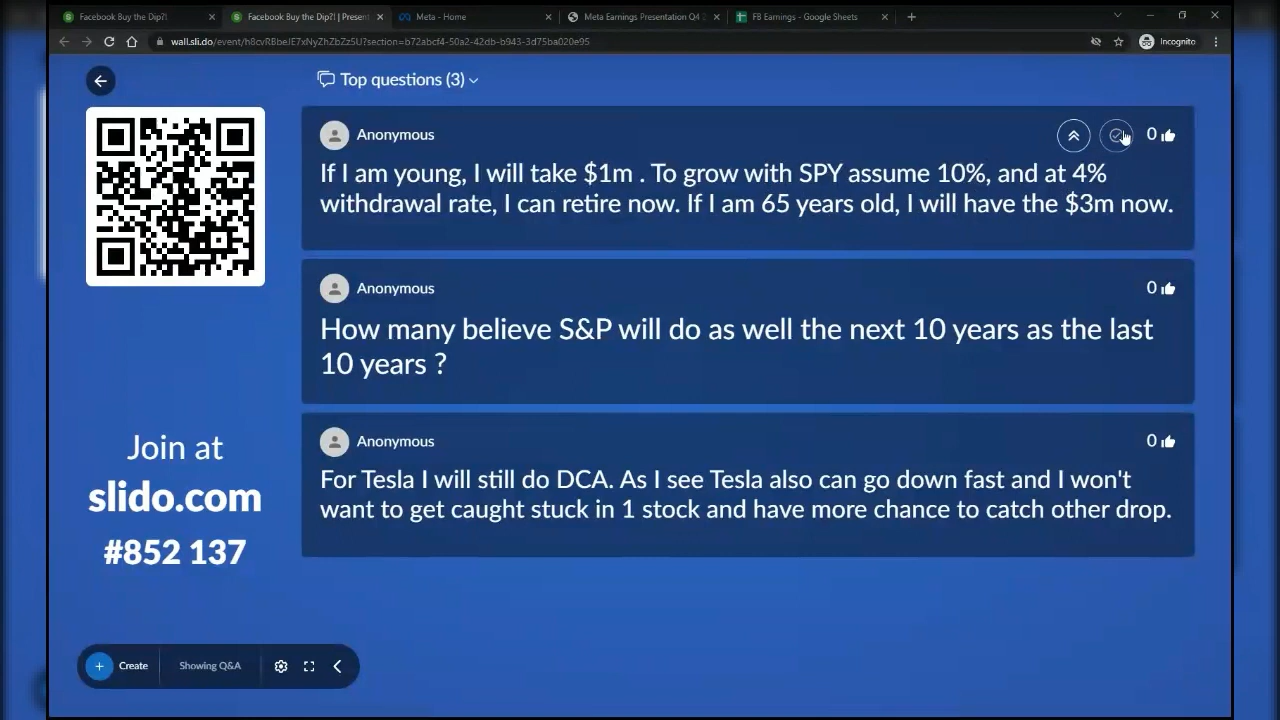 Facebook Buy the Dip?!
Facebook Buy the Dip?! | Present
Meta - Home
Meta Earnings Presentation Q4 2
FB Earnings - Google Sheets
Incognito
Top questions (3)
Anonymous
0
If I am young, I will take $1m . To grow with SPY assume 10%, and at 4%
withdrawal rate, I can retire now. If I am 65 years old, I will have the $3m now.
Anonymous
0
How many believe S&P will do as well the next 10 years as the last
10 years ?
Anonymous
0
For Tesla I will still do DCA. As I see Tesla also can go down fast and I won't
want to get caught stuck in 1 stock and have more chance to catch other drop.
Join at
slido.com
#852 137
Create
Showing Q&A